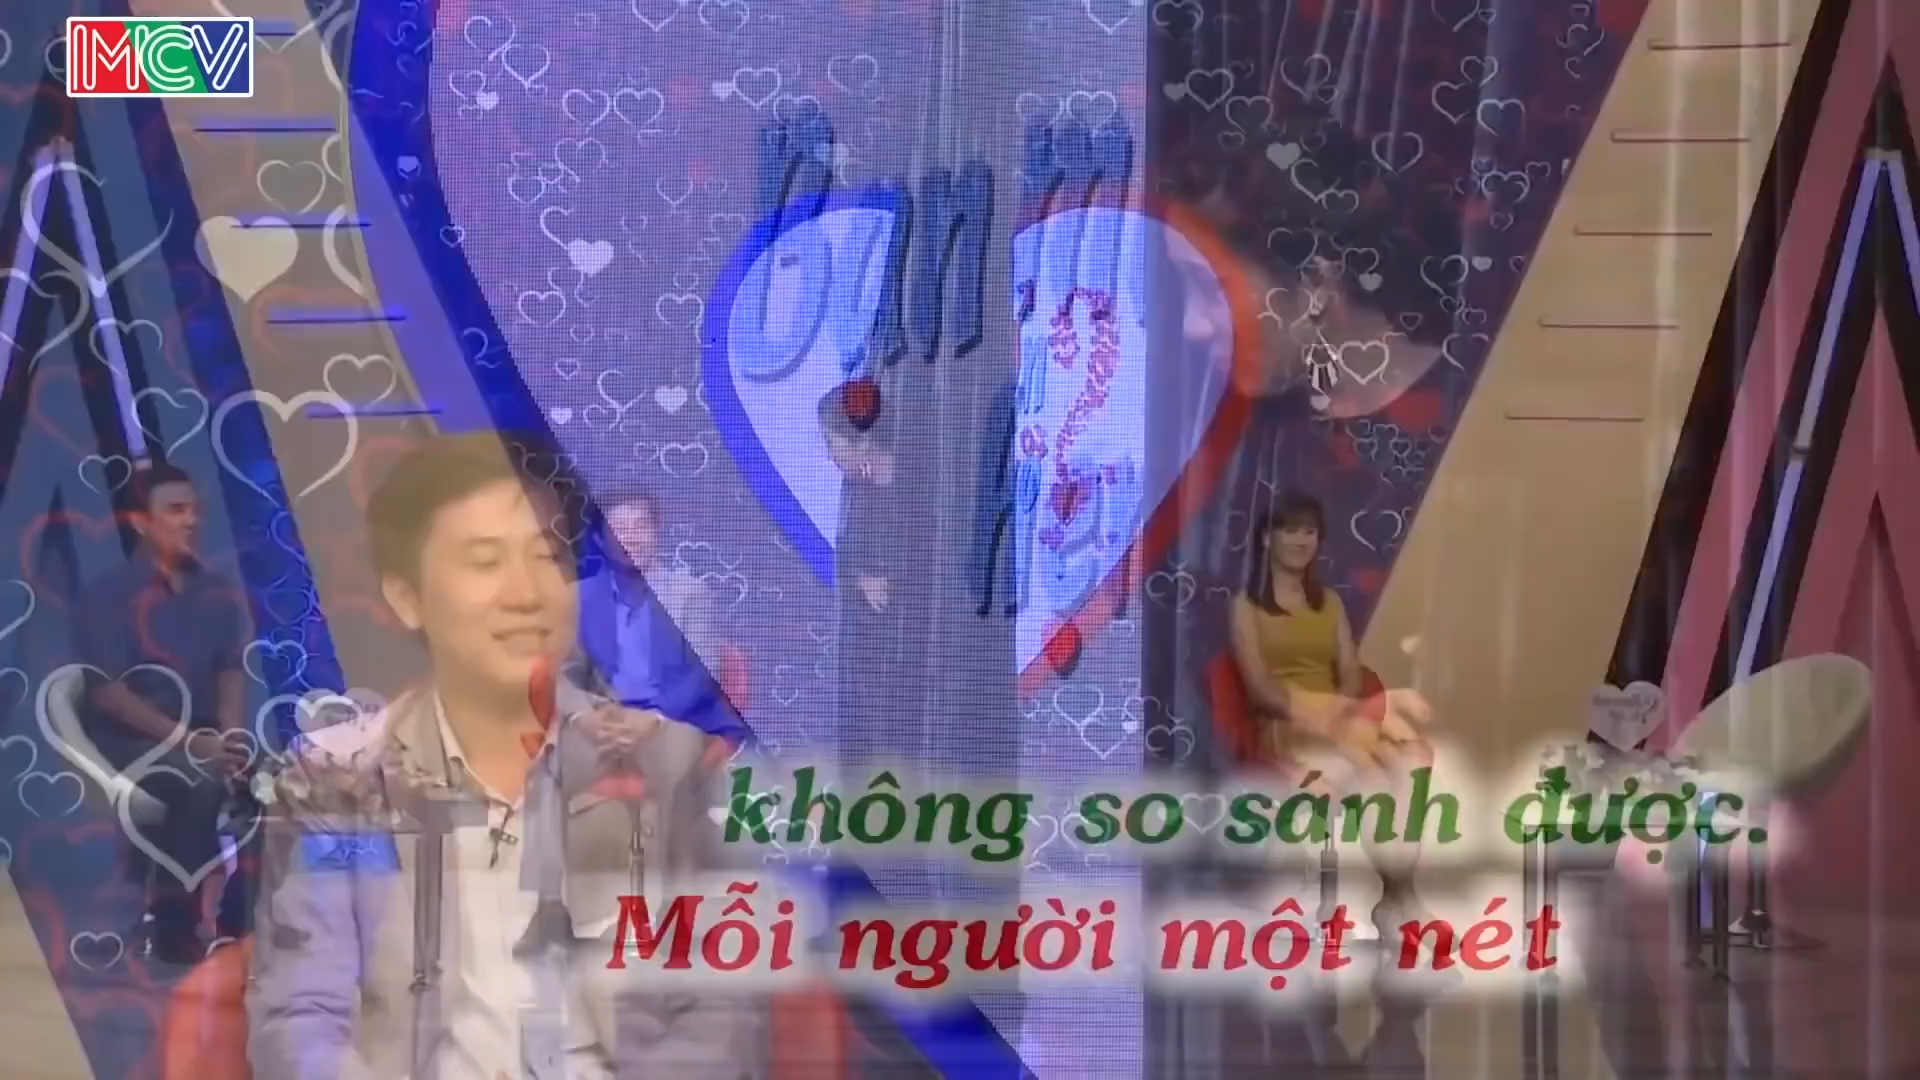 MCV
không so sánh được.
Mỗi người một nét